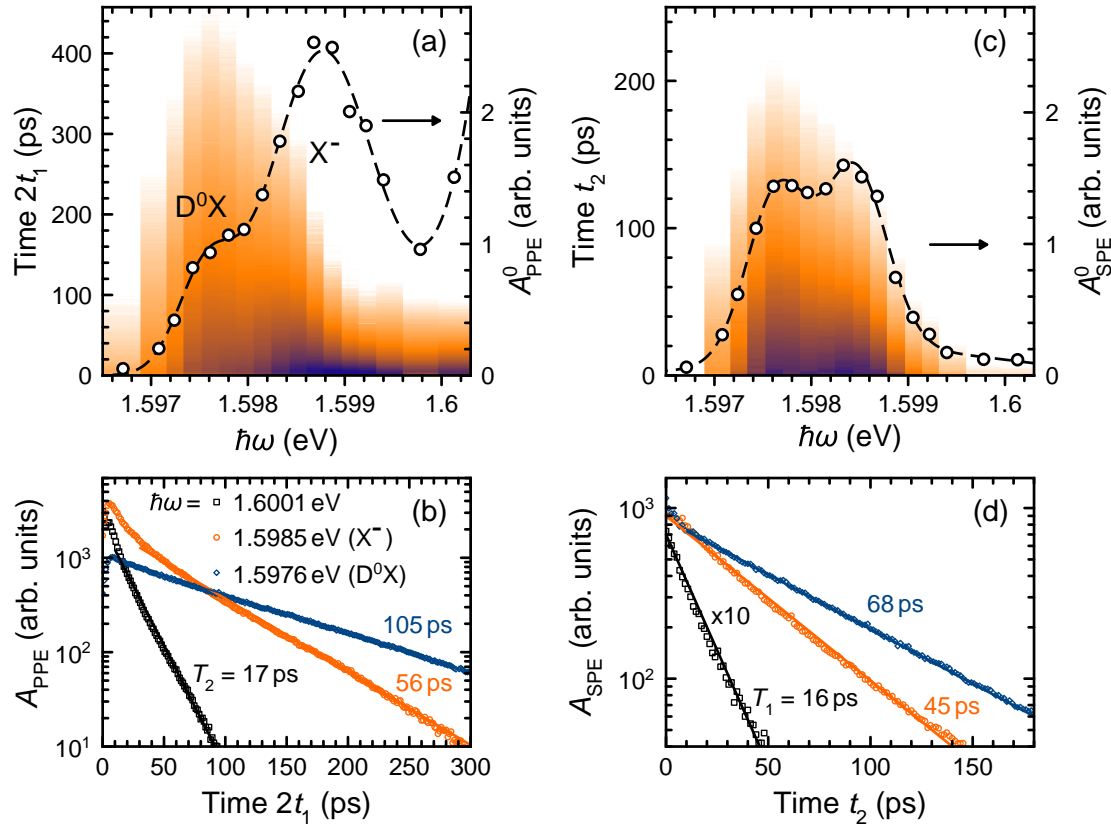 (a)
400
300
200
100
0
Time 2t₁ (ps)
D⁰X
X⁻
2
1
0
A⁰PPE (arb. units)
1.597
1.598
1.599
1.6
ħω (eV)
(c)
200
100
0
Time t₂ (ps)
2
1
0
A⁰SPE (arb. units)
1.597
1.598
1.599
1.6
ħω (eV)
(b)
ħω = 1.6001 eV
1.5985 eV (X⁻)
1.5976 eV (D⁰X)
10³
10²
10¹
APPE (arb. units)
105 ps
56 ps
T₂ = 17 ps
0
50
100
150
200
250
300
Time 2t₁ (ps)
(d)
10³
10²
ASPE (arb. units)
68 ps
x10
45 ps
T₁ = 16 ps
0
50
100
150
Time t₂ (ps)